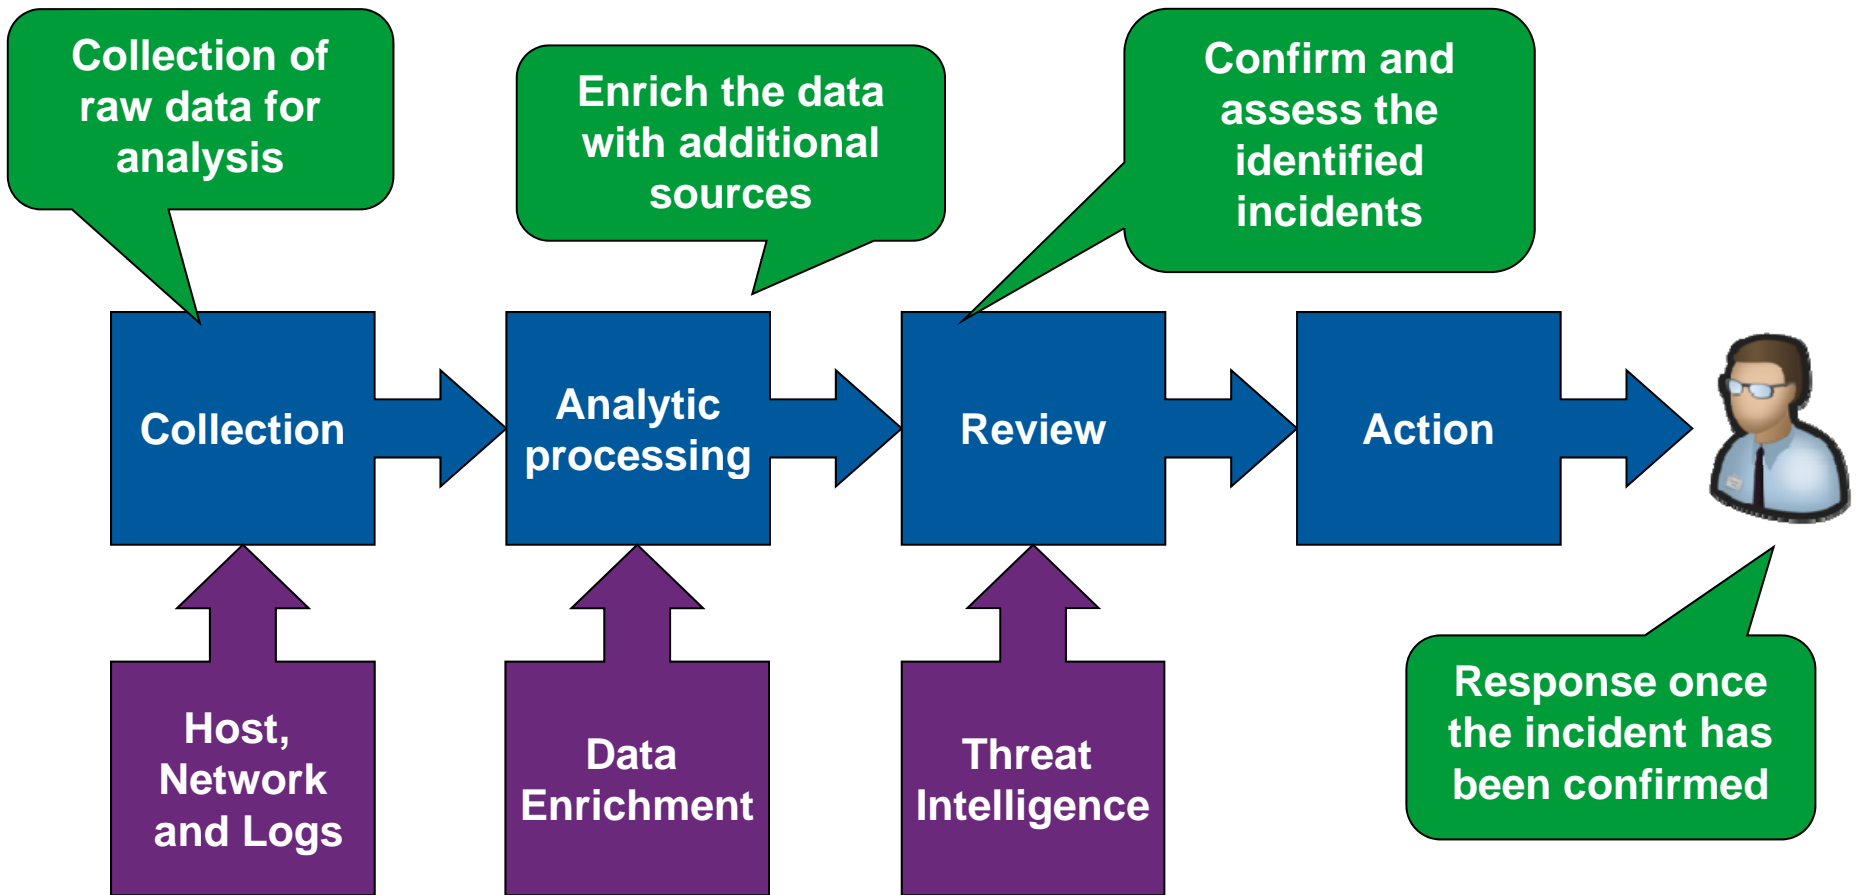 Collection of
raw data for
analysis
Enrich the data
with additional
sources
Confirm and
assess the
identified
incidents
Collection
Analytic
processing
Review
Action
Host,
Network
and Logs
Data
Enrichment
Threat
Intelligence
Response once
the incident has
been confirmed